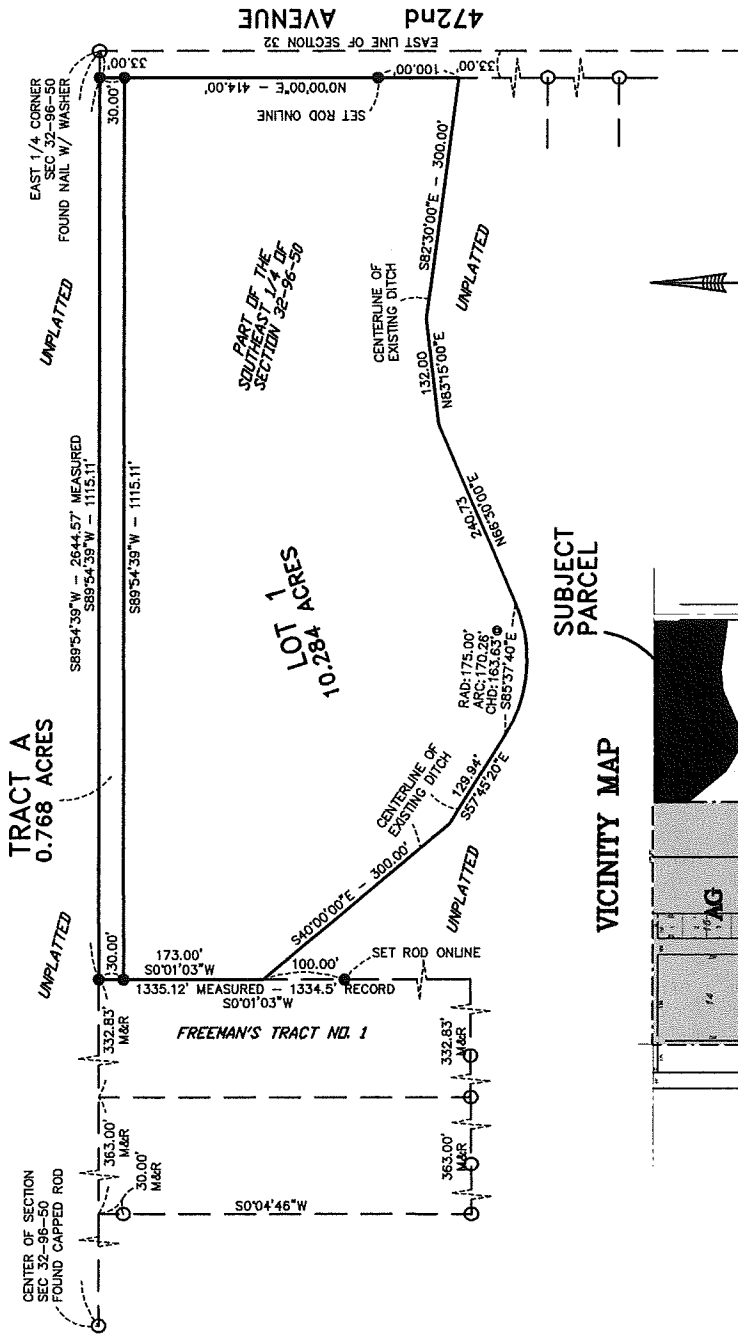 TRACT A
0.768 ACRES
UNPLATTED
UNPLATTED
EAST 1/4 CORNER
SEC 32-96-50
FOUND NAIL W/ WASHER
CENTER OF SECTION
SEC 32-96-50
FOUND CAPPED ROD
S89°54'39"W - 2644.57' MEASURED
S89°54'39"W - 1115.11'
S89°54'39"W - 1115.11'
33.00'
30.00'
30.00'
363.00'
M&R
332.83'
M&R
30.00'
M&R
S0°04'46"W
FREEMAN'S TRACT NO. 1
173.00'
S0°01'03"W
1335.12' MEASURED - 1334.5' RECORD
S0°01'03"W
100.00'
SET ROD ONLINE
363.00'
M&R
332.83'
M&R
LOT 1
10.284 ACRES
PART OF THE
SOUTHEAST 1/4 OF
SECTION 32-96-50
N0°00'00"E - 414.00'
SET ROD ONLINE
100.00'
33.00'
EAST LINE OF SECTION 32
472nd AVENUE
S40°00'00"E - 300.00'
CENTERLINE OF
EXISTING DITCH
129.94'
S57°45'20"E
UNPLATTED
RAD:175.00'
ARC:170.26'
CHD:163.63'@
S85°37'40"E
240.73
N66°30'00"E
132.00
N83°15'00"E
CENTERLINE OF
EXISTING DITCH
S82°30'00"E - 300.00'
UNPLATTED
VICINITY MAP
SUBJECT
PARCEL
AG
14